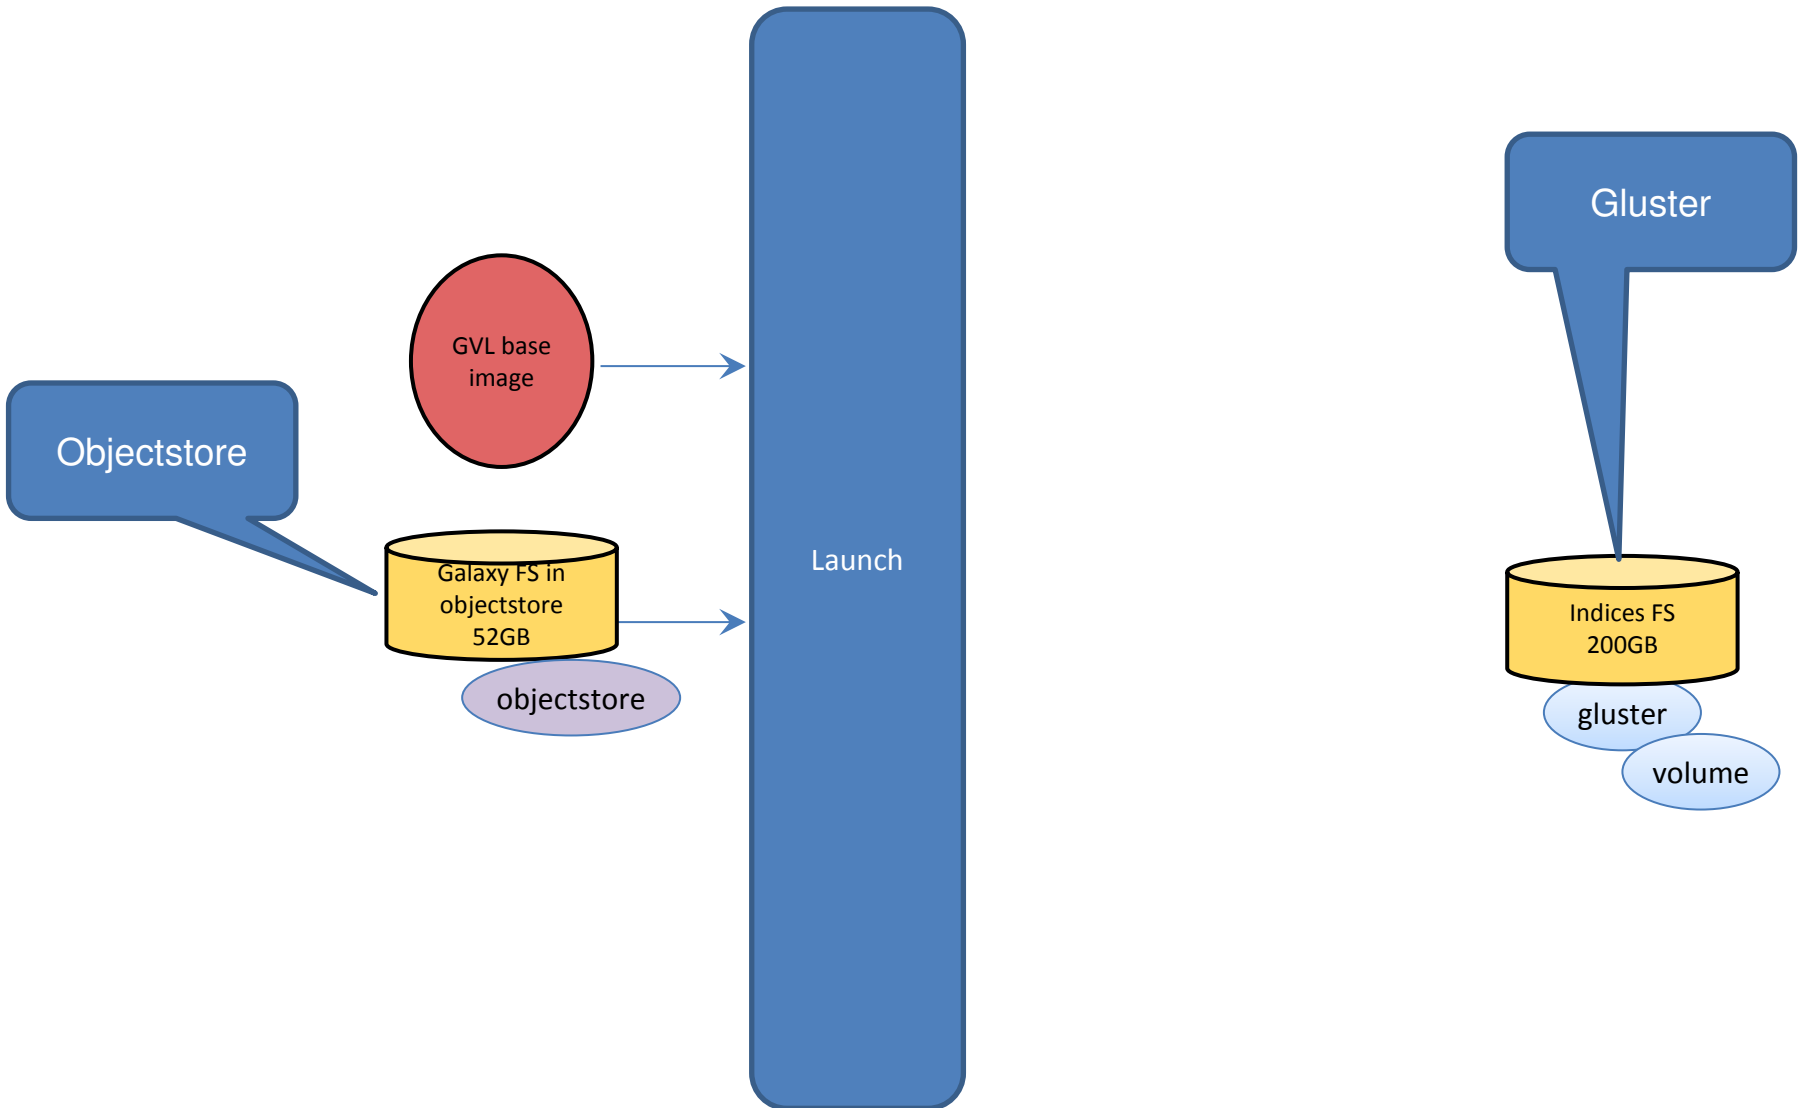 Gluster
GVL base
image
Objectstore
Galaxy FS in
objectstore
52GB
objectstore
Launch
Indices FS
200GB
gluster
volume